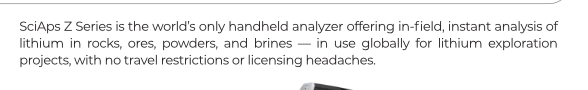 SciAps Z Series is the world's only handheld analyzer offering in-field, instant analysis of
lithium in rocks, ores, powders, and brines — in use globally for lithium exploration
projects, with no travel restrictions or licensing headaches.